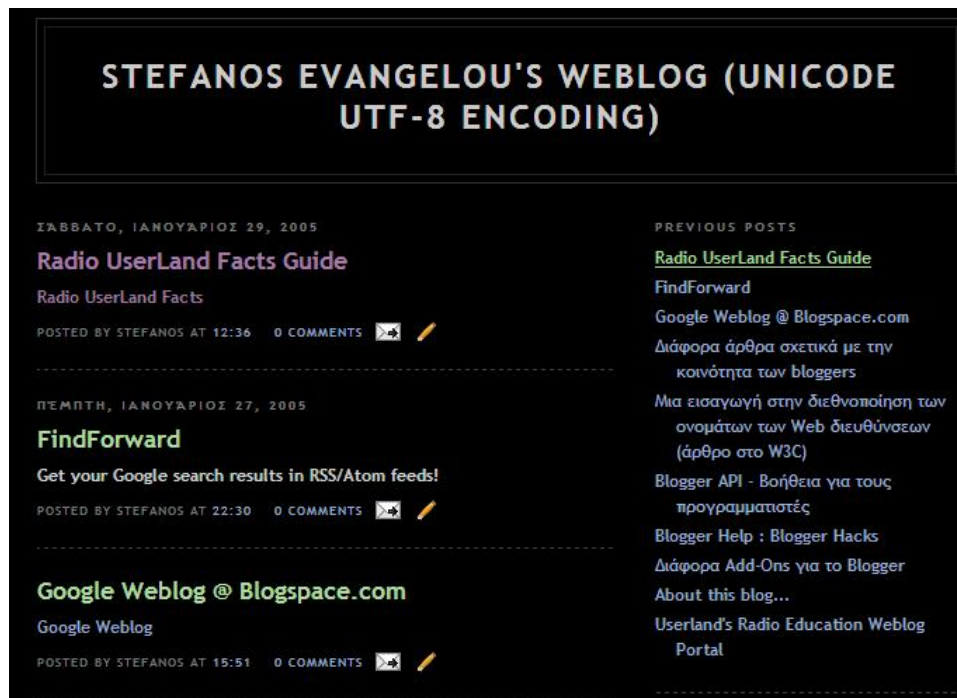 STEFANOS EVANGELOU'S WEBLOG (UNICODE
UTF-8 ENCODING)
ΣΆΒΒΑΤΟ, ΙΑΝΟΥΆΡΙΟΣ 29, 2005
Radio UserLand Facts Guide
Radio UserLand Facts
POSTED BY STEFANOS AT 12:36 0 COMMENTS
ΠΈΜΠΤΗ, ΙΑΝΟΥΆΡΙΟΣ 27, 2005
FindForward
Get your Google search results in RSS/Atom feeds!
POSTED BY STEFANOS AT 22:30 0 COMMENTS
Google Weblog @ Blogspace.com
Google Weblog
POSTED BY STEFANOS AT 15:51 0 COMMENTS
PREVIOUS POSTS
Radio UserLand Facts Guide
FindForward
Google Weblog @ Blogspace.com
Διάφορα άρθρα σχετικά με την
κοινότητα των bloggers
Μια εισαγωγή στην διεθνοποίηση των
ονομάτων των Web διευθύνσεων
(άρθρο στο W3C)
Blogger API - Βοήθεια για τους
προγραμματιστές
Blogger Help : Blogger Hacks
Διάφορα Add-Ons για το Blogger
About this blog...
Userland's Radio Education Weblog
Portal